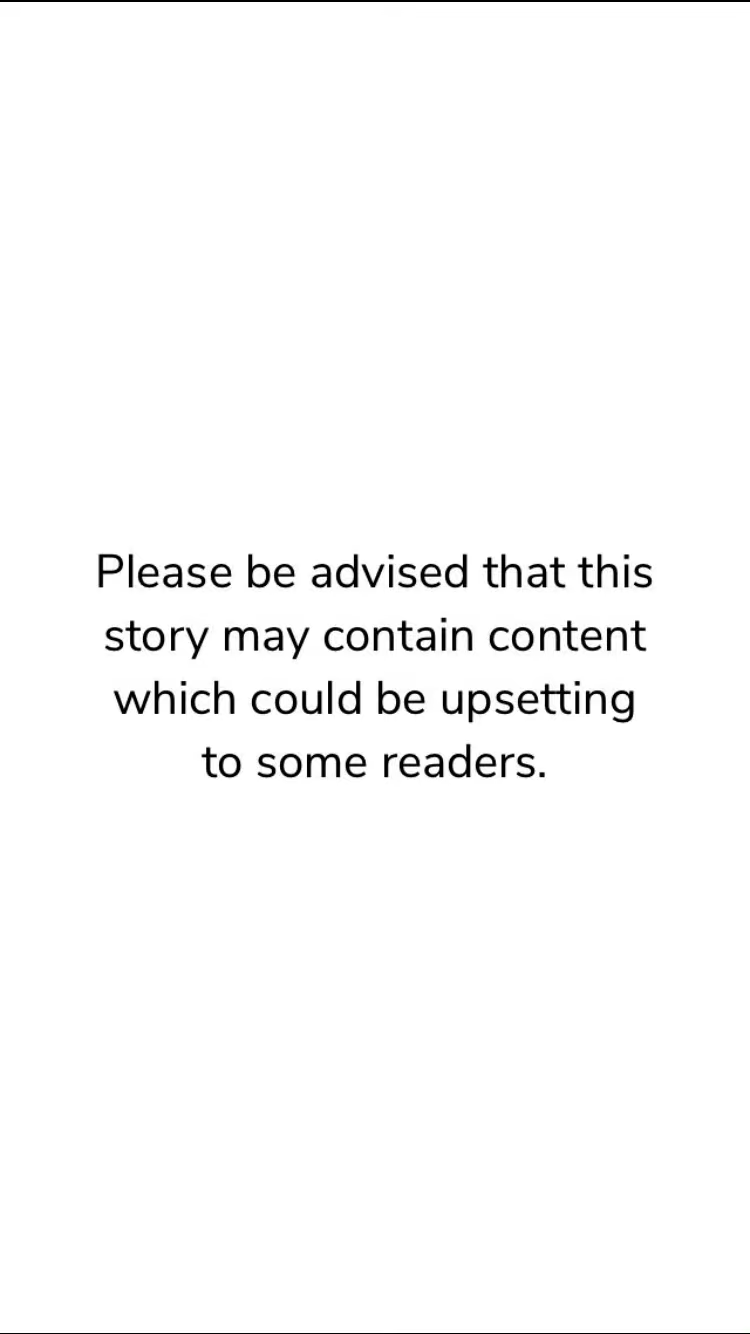 Please be advised that this
story may contain content
which could be upsetting
to some readers.